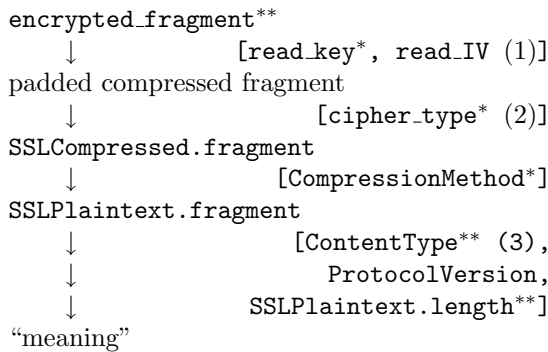 encrypted_fragment**
↓ [read_key*, read_IV (1)]
padded compressed fragment
↓ [cipher_type* (2)]
SSLCompressed.fragment
↓ [CompressionMethod*]
SSLPlaintext.fragment
↓ [ContentType** (3),
↓ ProtocolVersion,
↓ SSLPlaintext.length**]
“meaning”